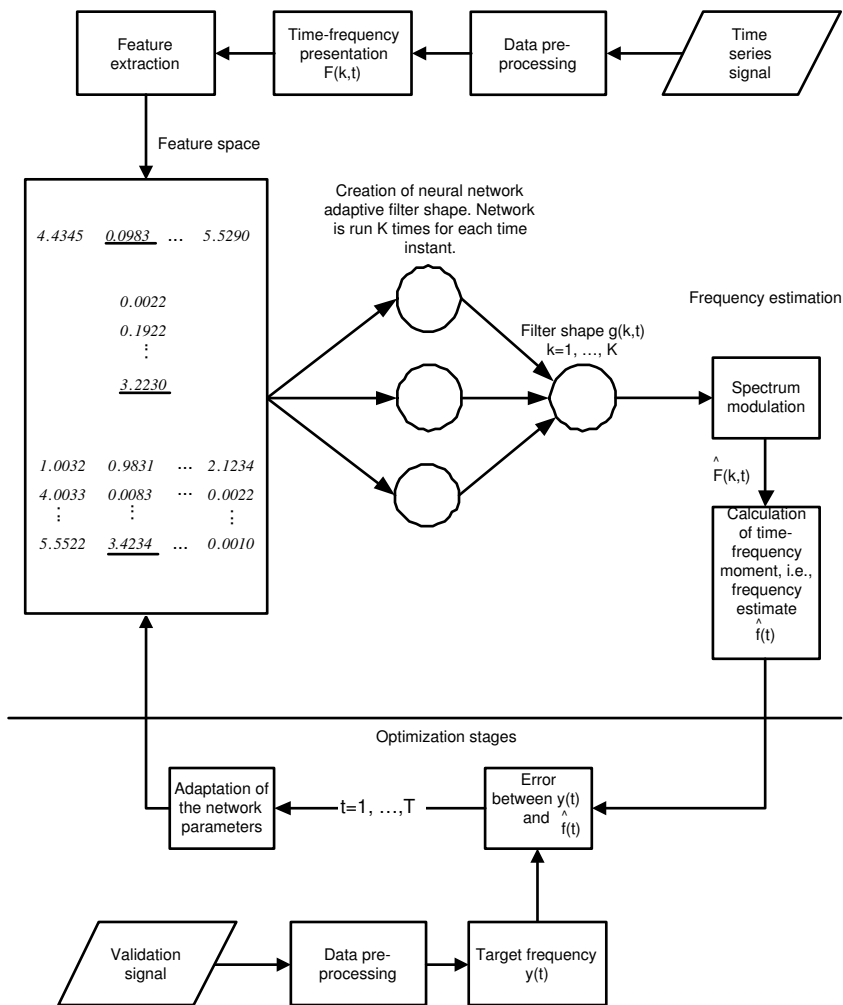 Feature
extraction
Time-frequency
presentation
F(k,t)
Data pre-
processing
Time
series
signal
Feature space
4.4345 0.0983 ... 5.5290
0.0022
0.1922
⋮
3.2230
1.0032 0.9831 ... 2.1234
4.0033 0.0083 ... 0.0022
⋮ ⋮ ⋮
5.5522 3.4234 ... 0.0010
Creation of neural network
adaptive filter shape. Network
is run K times for each time
instant.
Filter shape g(k,t)
k=1, ..., K
Frequency estimation
Spectrum
modulation
^
F(k,t)
Calculation
of time-
frequency
moment, i.e.,
frequency
estimate
^
f(t)
Optimization stages
Adaptation of
the network
parameters
t=1, ...,T
Error
between y(t)
and ^
f(t)
Validation
signal
Data pre-
processing
Target frequency
y(t)